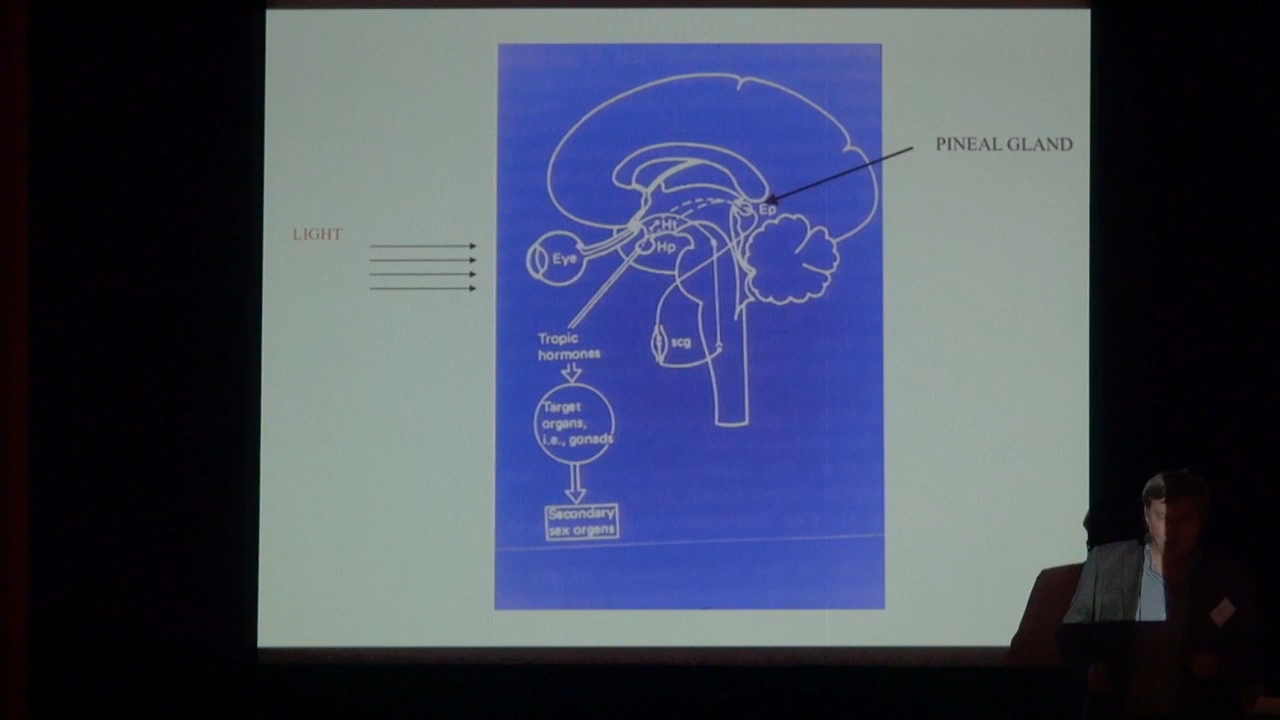 PINEAL GLAND
LIGHT
Ep
Ht
Hp
Eye
Tropic
hormones
scg
Target
organs,
i.e., gonads
Secondary
sex organs